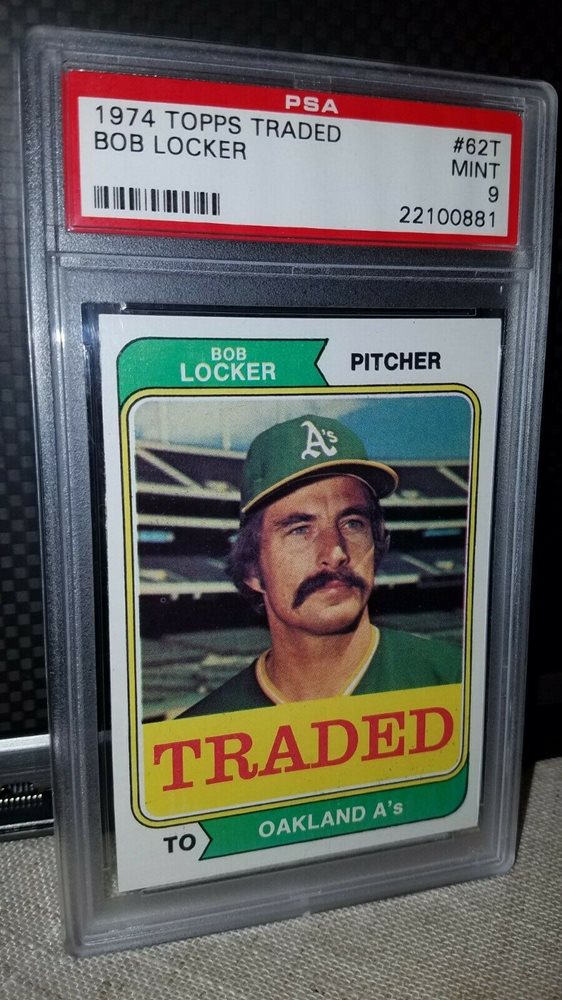 PSA
1974 TOPPS TRADED
BOB LOCKER
#62T
MINT
9
22100881
BOB
LOCKER
PITCHER
A's
TRADED
TO
OAKLAND A's